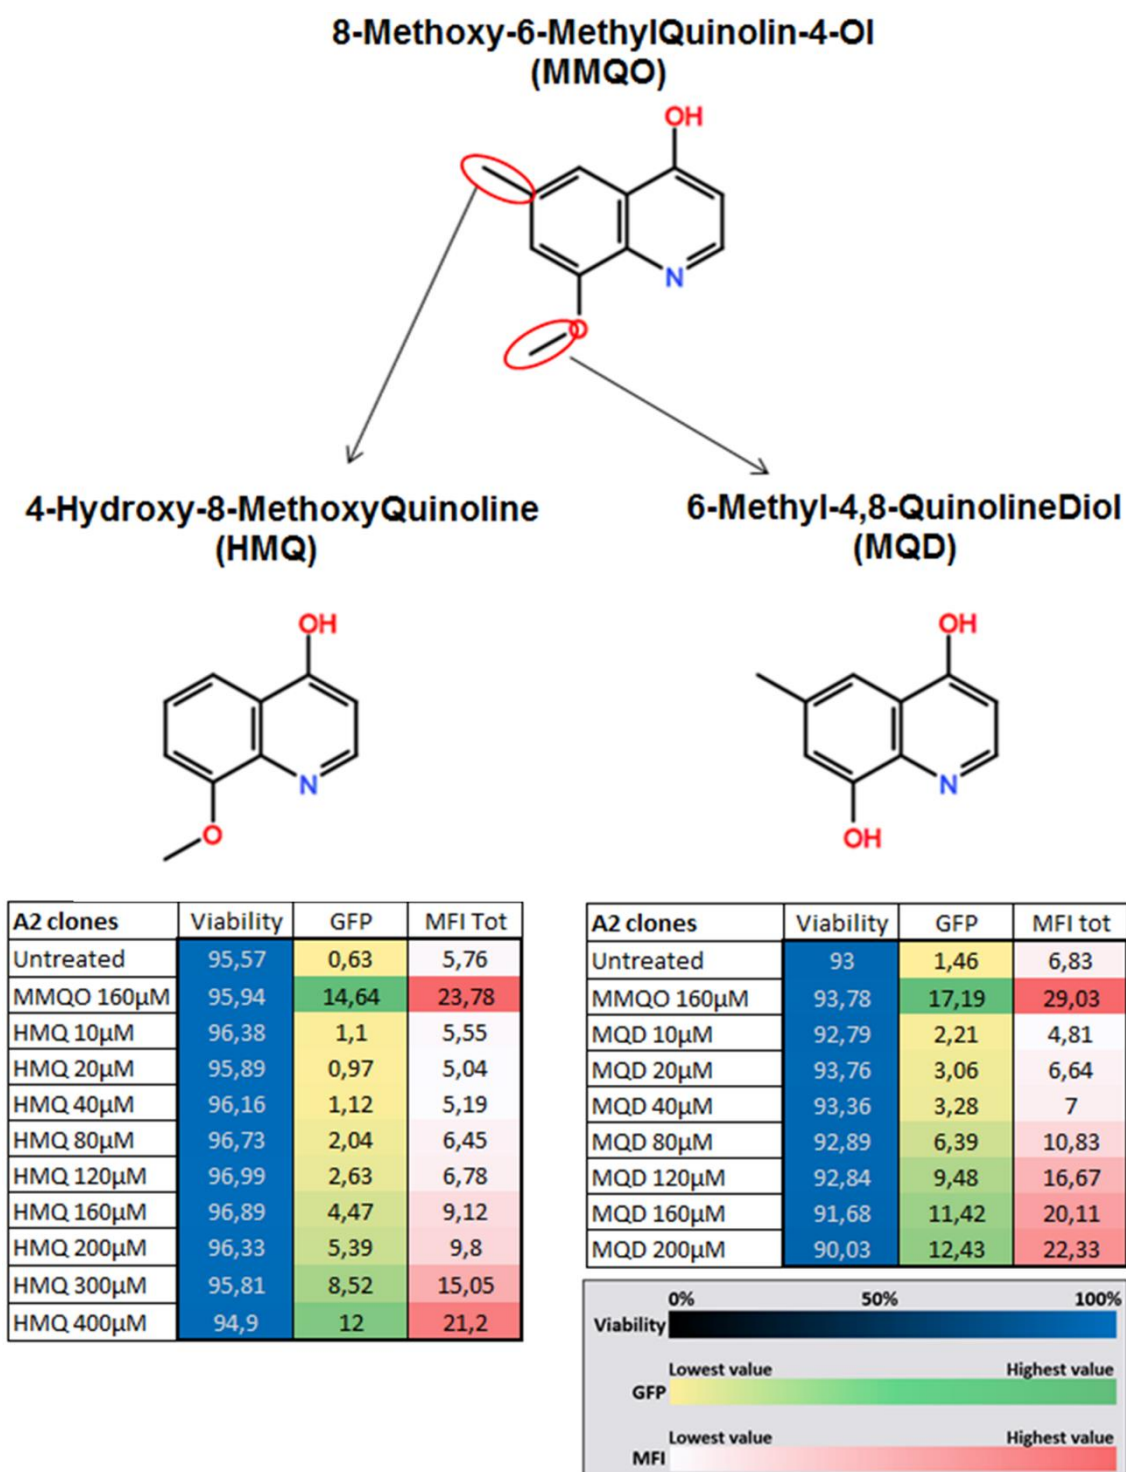 8-Methoxy-6-MethylQuinolin-4-Ol
(MMQO)
OH
N
O
4-Hydroxy-8-MethoxyQuinoline
(HMQ)
6-Methyl-4,8-QuinolineDiol
(MQD)
OH
N
O
OH
N
OH
A2 clones Viability GFP MFI Tot
Untreated 95,57 0,63 5,76
MMQO 160µM 95,94 14,64 23,78
HMQ 10µM 96,38 1,1 5,55
HMQ 20µM 95,89 0,97 5,04
HMQ 40µM 96,16 1,12 5,19
HMQ 80µM 96,73 2,04 6,45
HMQ 120µM 96,99 2,63 6,78
HMQ 160µM 96,89 4,47 9,12
HMQ 200µM 96,33 5,39 9,8
HMQ 300µM 95,81 8,52 15,05
HMQ 400µM 94,9 12 21,2
A2 clones Viability GFP MFI tot
Untreated 93 1,46 6,83
MMQO 160µM 93,78 17,19 29,03
MQD 10µM 92,79 2,21 4,81
MQD 20µM 93,76 3,06 6,64
MQD 40µM 93,36 3,28 7
MQD 80µM 92,89 6,39 10,83
MQD 120µM 92,84 9,48 16,67
MQD 160µM 91,68 11,42 20,11
MQD 200µM 90,03 12,43 22,33
0% 50% 100%
Viability
Lowest value Highest value
GFP
Lowest value Highest value
MFI